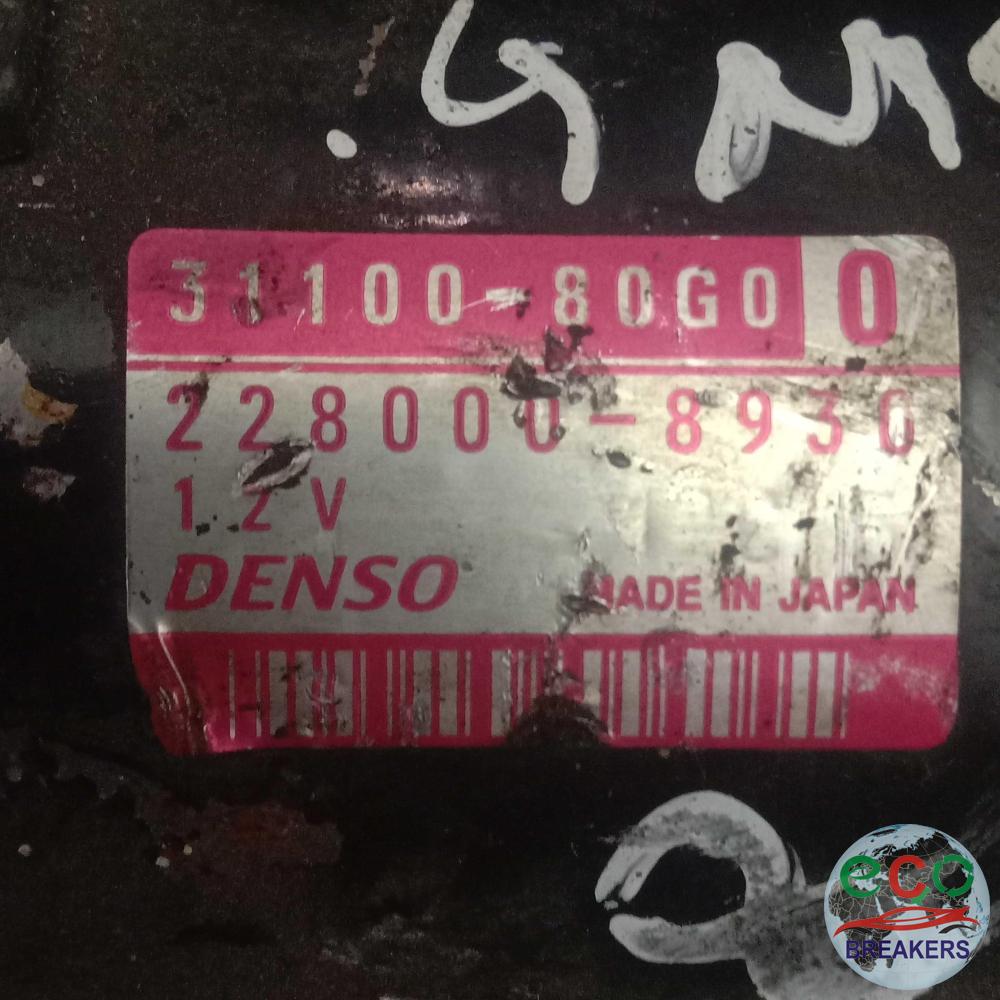 31100-80G0 0
228000-8930
12V
DENSO MADE IN JAPAN
eco
BREAKERS